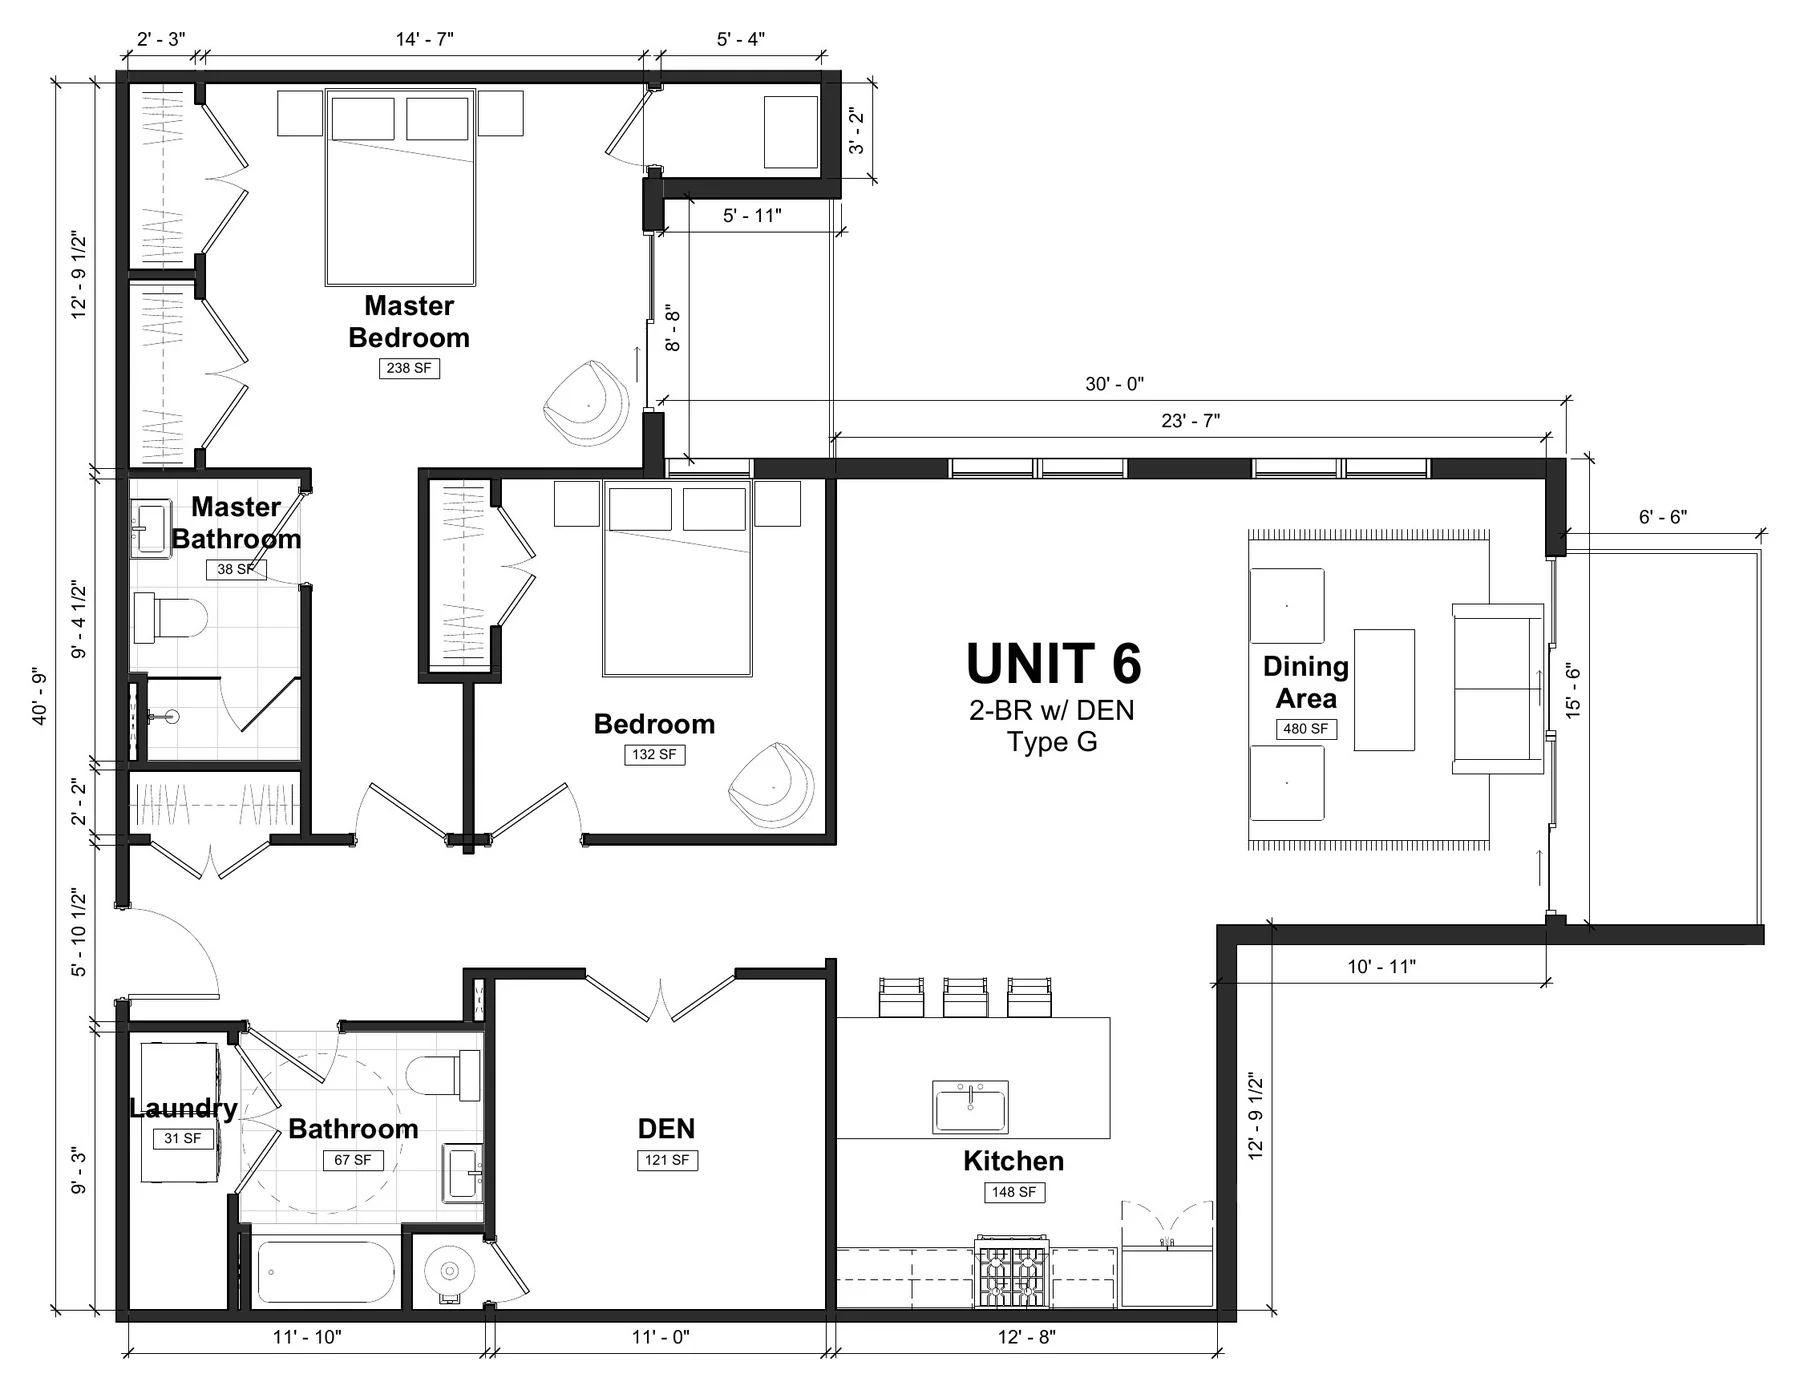 2' - 3"
14' - 7"
5' - 4"
3' - 2"
5' - 11"
12' - 9 1/2"
8' - 8"
Master
Bedroom
238 SF
30' - 0"
23' - 7"
Master
Bathroom
38 SF
6' - 6"
9' - 4 1/2"
40' - 9"
UNIT 6
2-BR w/ DEN
Type G
Dining
Area
480 SF
15' - 6"
Bedroom
132 SF
2' - 2"
5' - 10 1/2"
10' - 11"
Laundry
31 SF
Bathroom
67 SF
DEN
121 SF
Kitchen
148 SF
12' - 9 1/2"
9' - 3"
11' - 10"
11' - 0"
12' - 8"